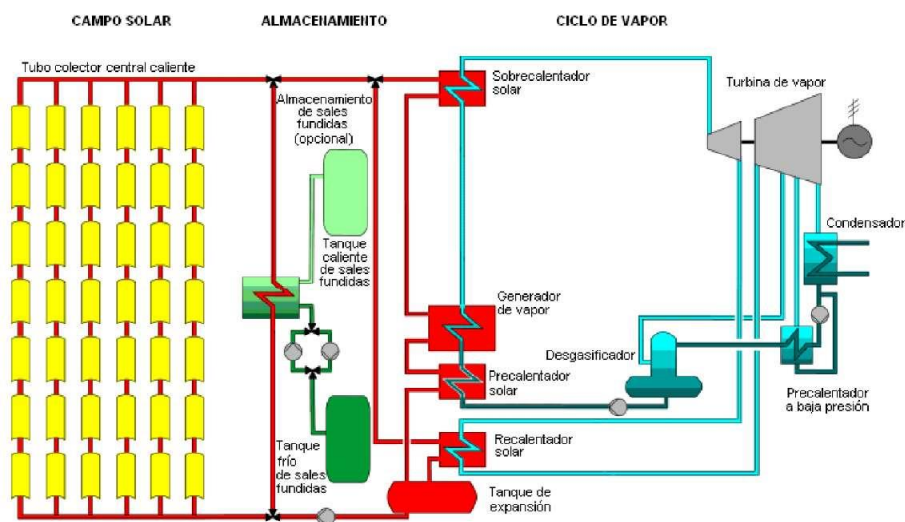 CAMPO SOLAR
ALMACENAMIENTO
CICLO DE VAPOR
Tubo colector central caliente
Almacenamiento
de sales
fundidas
(opcional)
Tanque
caliente
de sales
fundidas
Tanque
frío
de sales
fundidas
Sobrecalentador
solar
Turbina de vapor
Condensador
Generador
de vapor
Desgasificador
Precalentador
solar
Precalentador
a baja presión
Recalentador
solar
Tanque de
expansión